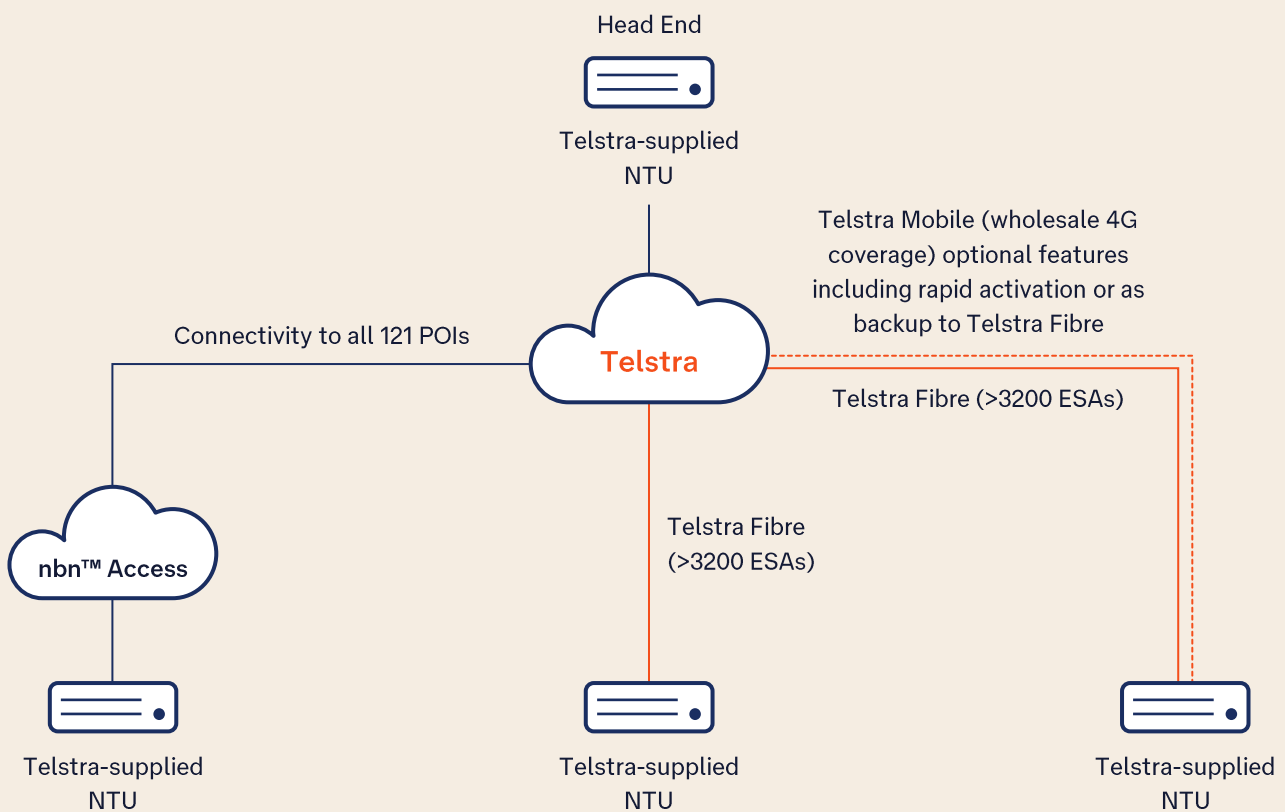 Head End
Telstra-supplied
NTU
Telstra Mobile (wholesale 4G
coverage) optional features
including rapid activation or as
backup to Telstra Fibre
Connectivity to all 121 POIs
Telstra
Telstra Fibre (>3200 ESAs)
Telstra Fibre
(>3200 ESAs)
nbn™ Access
Telstra-supplied
NTU
Telstra-supplied
NTU
Telstra-supplied
NTU